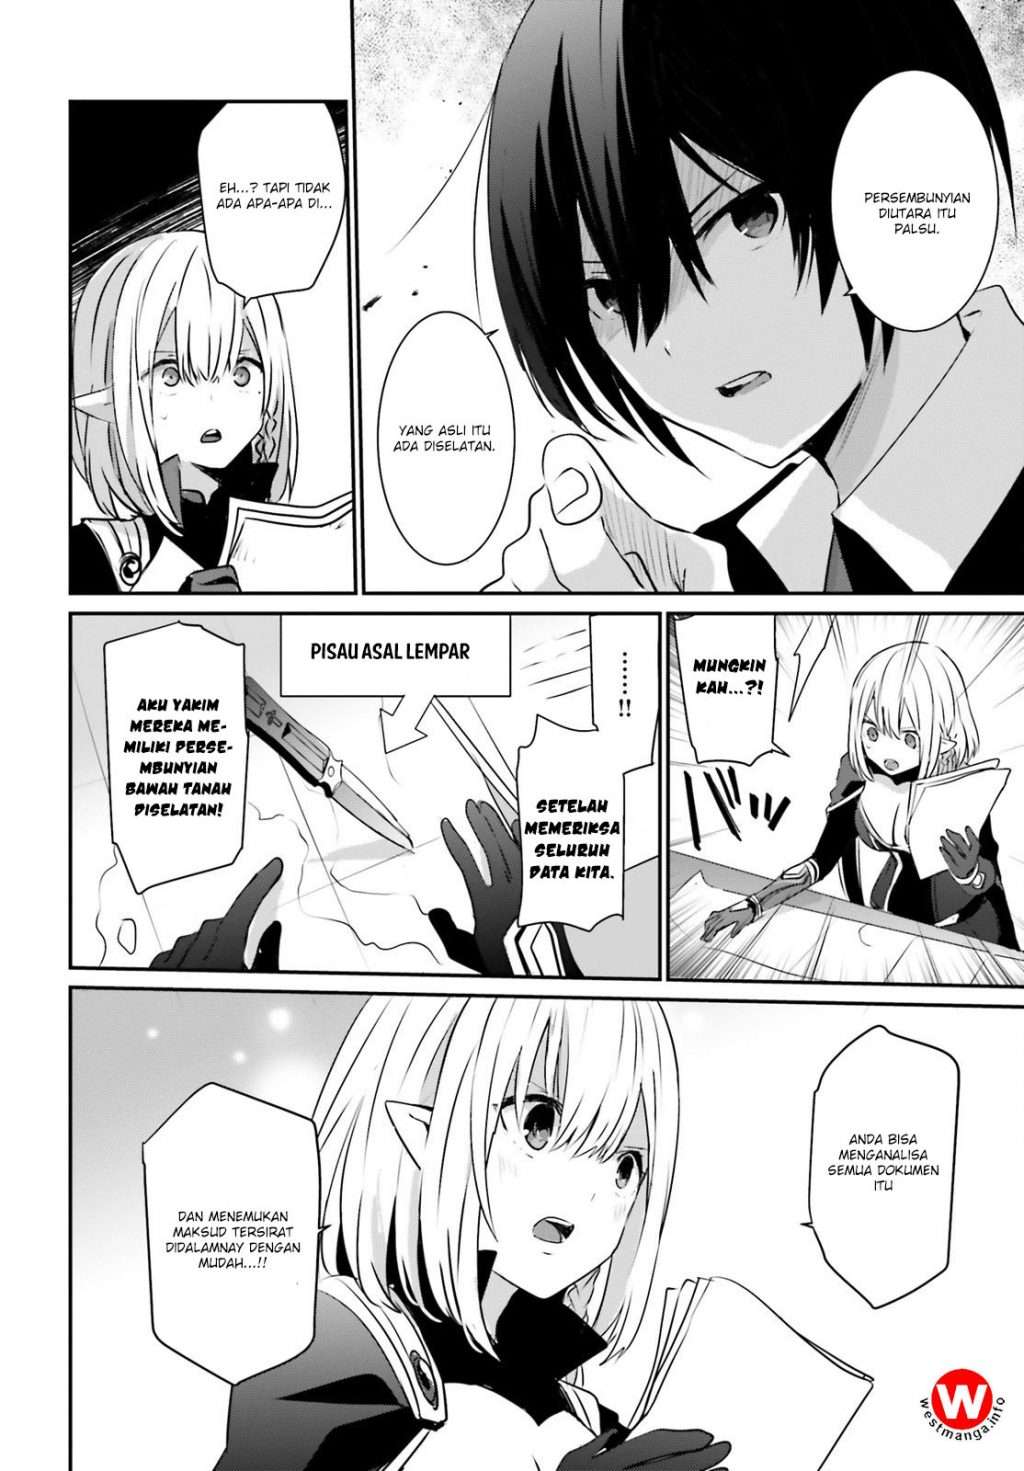 PERSEMBUNYIAN
DIUTARA ITU
PALSU.
YANG ASLI ITU
ADA DISELATAN.
EH...? TAPI TIDAK
ADA APA-APA DI...
MUNGKIN
KAH...?!
......!!
SETELAH
MEMERIKSA
SELURUH
DATA KITA.
PISAU ASAL LEMPAR
AKU YAKIM
MEREKA ME-
MILIKI PERSE-
MBUNYIAN
BAWAH TANAH
DISELATAN!
ANDA BISA
MENGANALISA
SEMUA DOKUMEN
ITU
DAN MENEMUKAN
MAKSUD TERSIRAT
DIDALAMNAY DENGAN
MUDAH...!!
W
westmanga.info